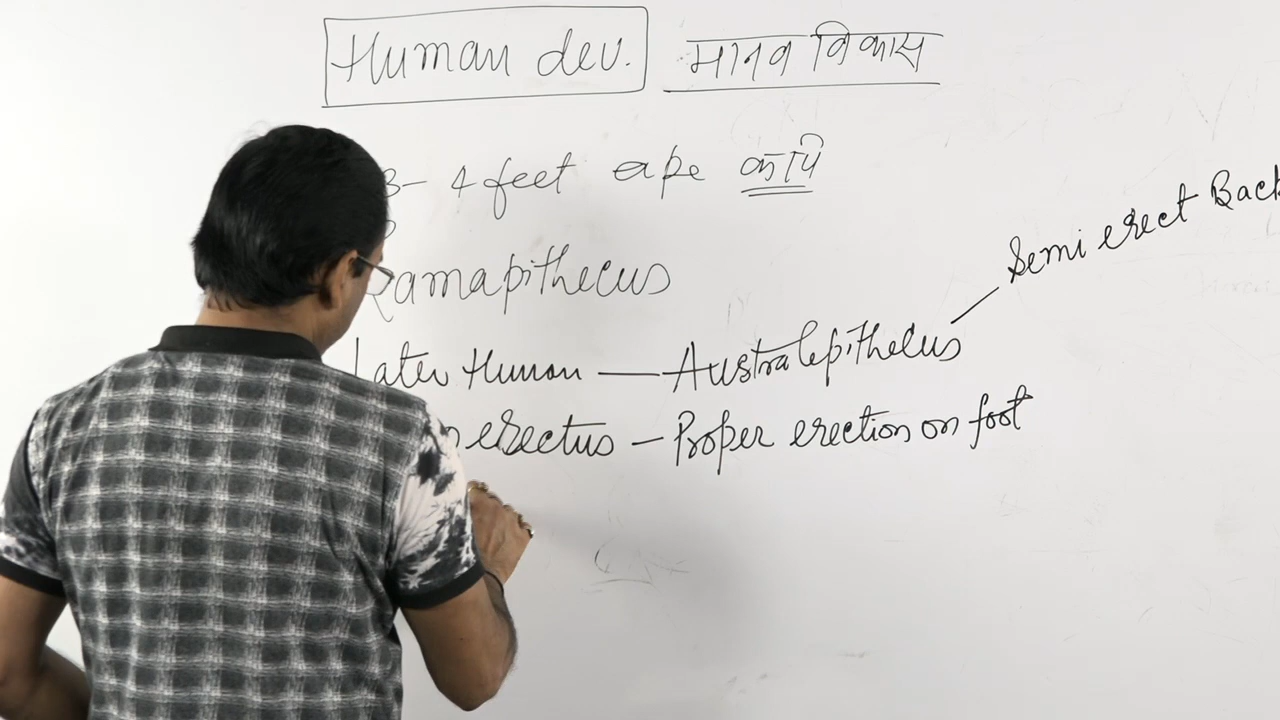 Human dev. मानव विकास
3- 4 feet ape कपि
Ramapithecus
Semi erect Back
Later Human — Australepithecus
erectus — Proper erection on foot